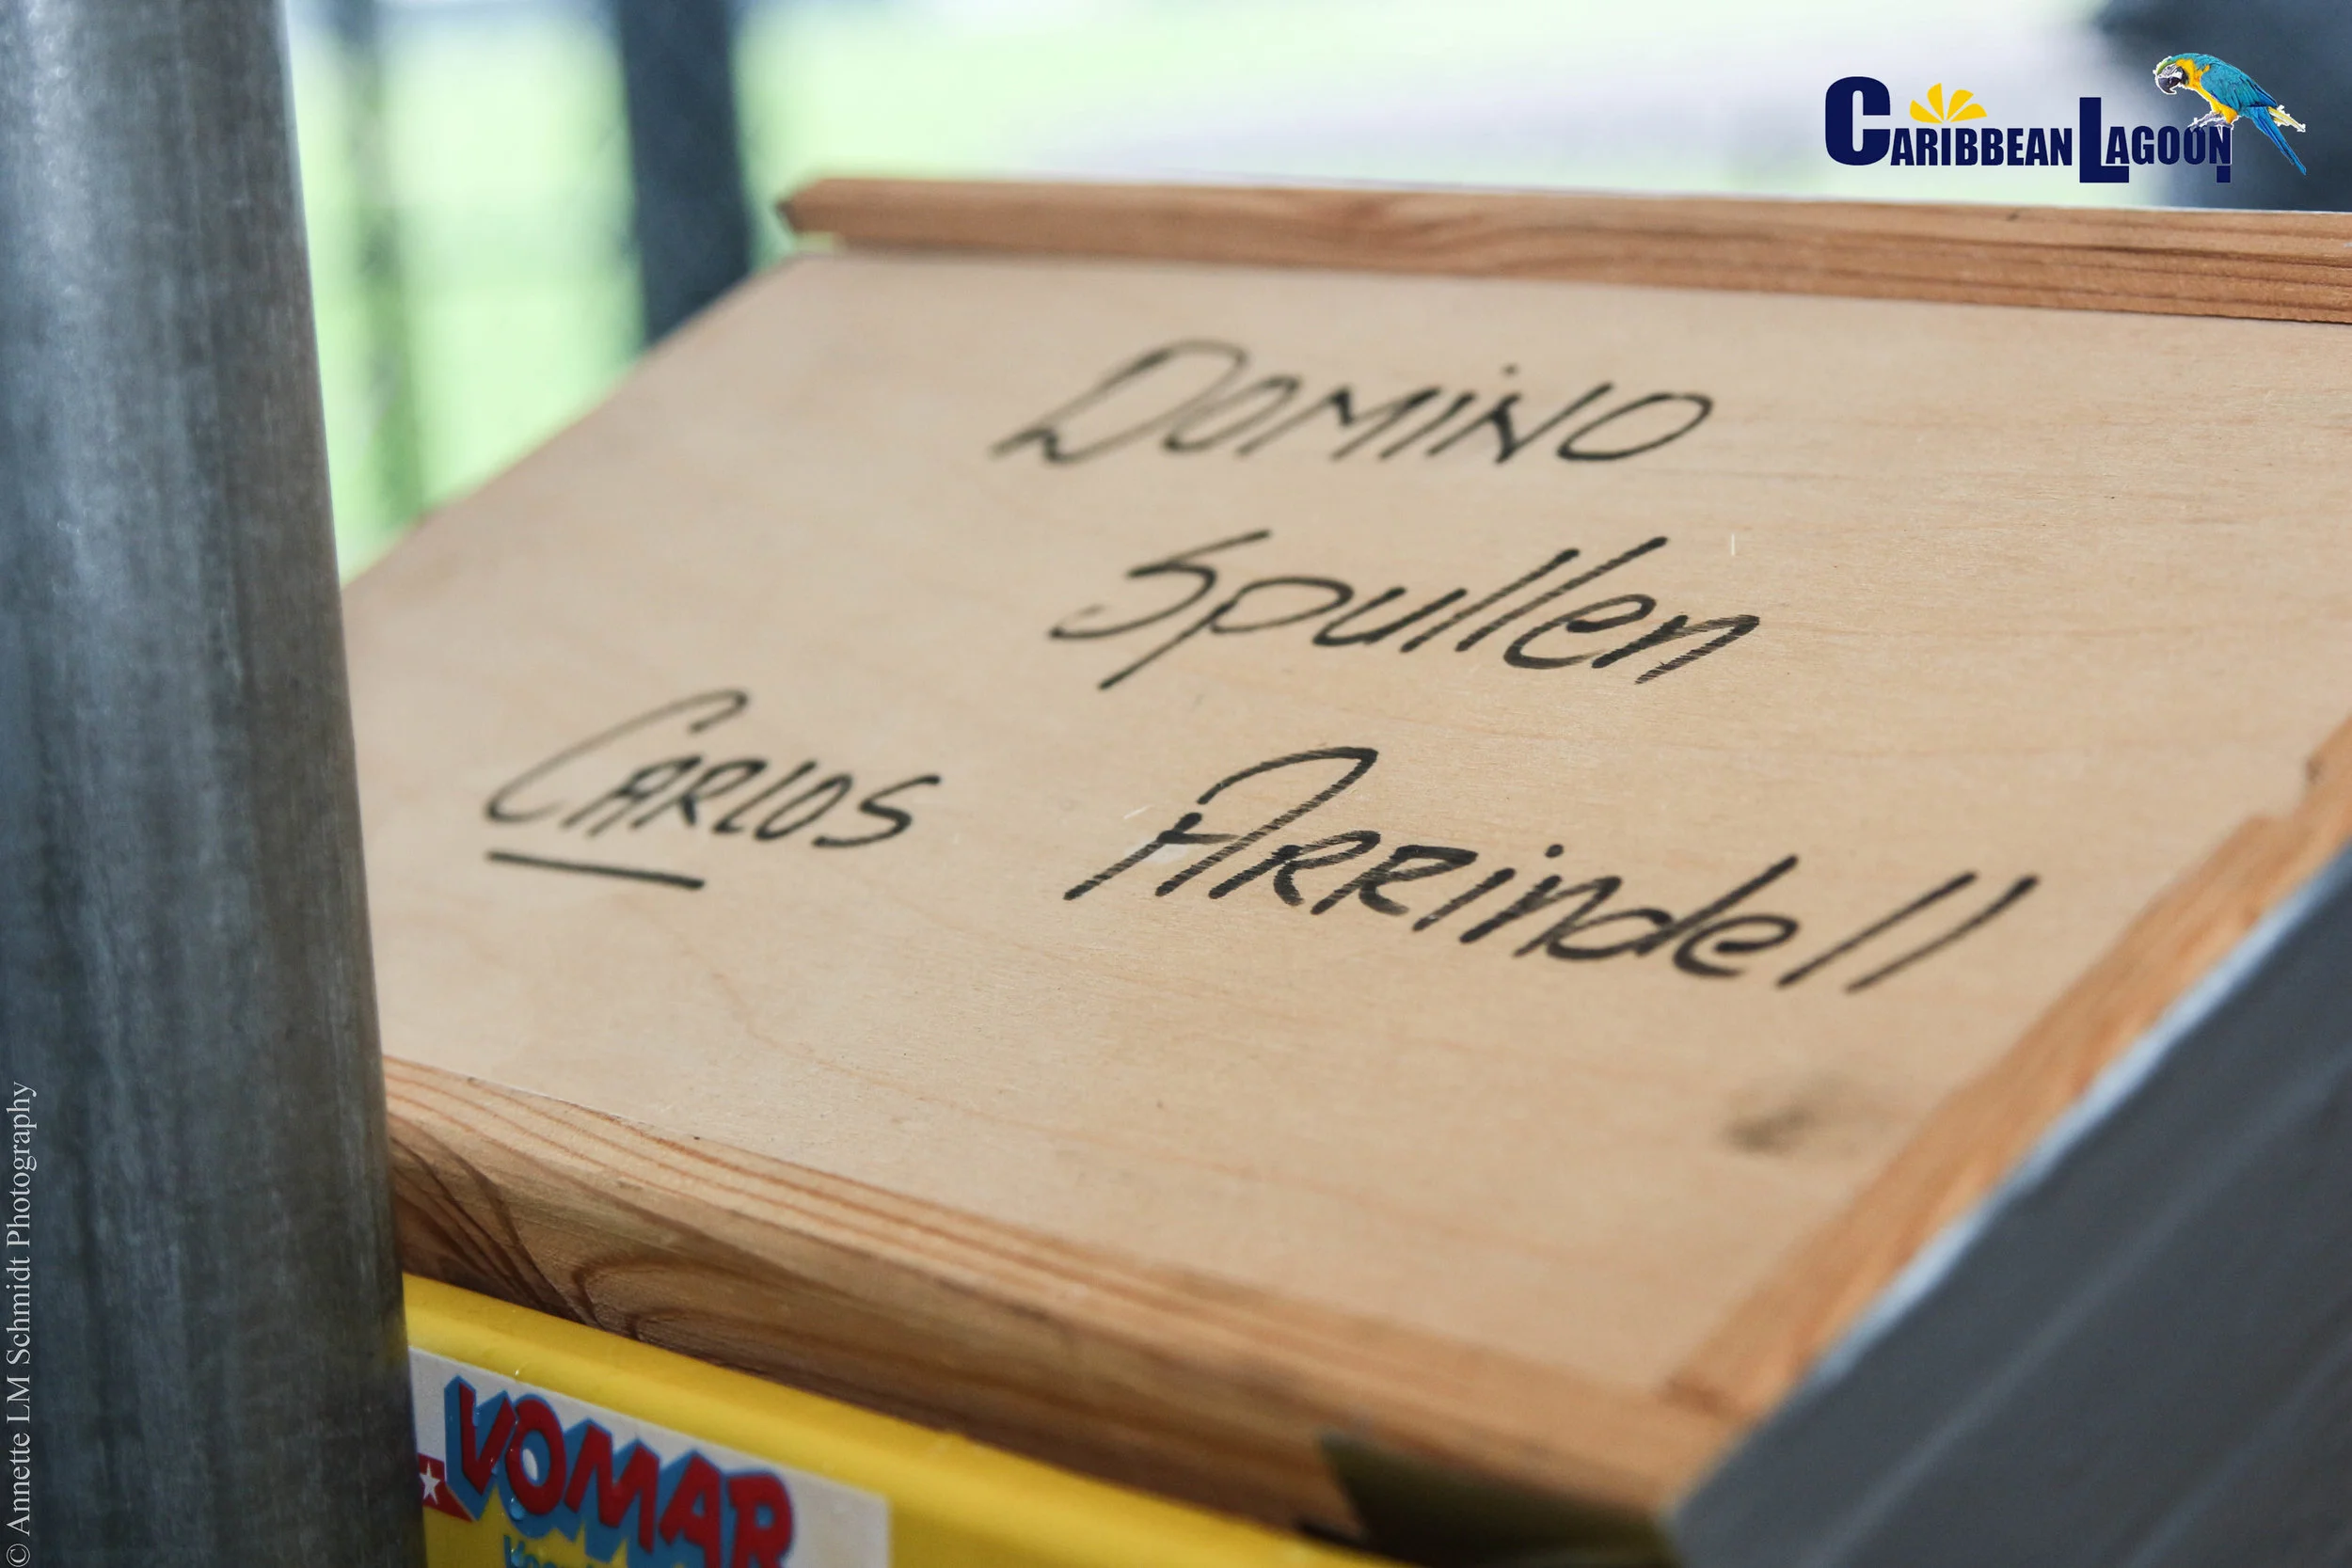 CARIBBEAN LAGOON
DOMINO
Spullen
CARLOS ARRindell
VOMAR
© Annette LM Schmidt Photography